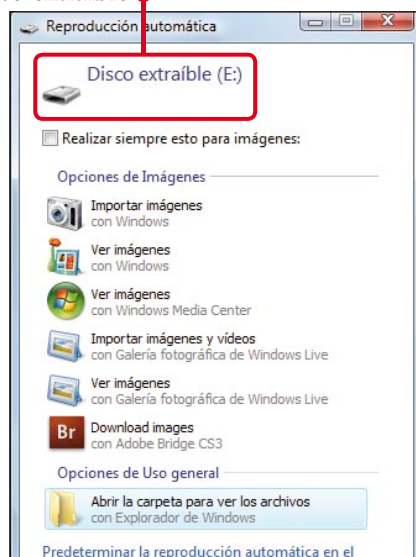 Reproducción automática
Disco extraíble (E:)
Realizar siempre esto para imágenes:
Opciones de Imágenes
Importar imágenes
con Windows
Ver imágenes
con Windows
Ver imágenes
con Windows Media Center
Importar imágenes y vídeos
con Galería fotográfica de Windows Live
Ver imágenes
con Galería fotográfica de Windows Live
Br
Download images
con Adobe Bridge CS3
Opciones de Uso general
Abrir la carpeta para ver los archivos
con Explorador de Windows
Predeterminar la reproducción automática en el